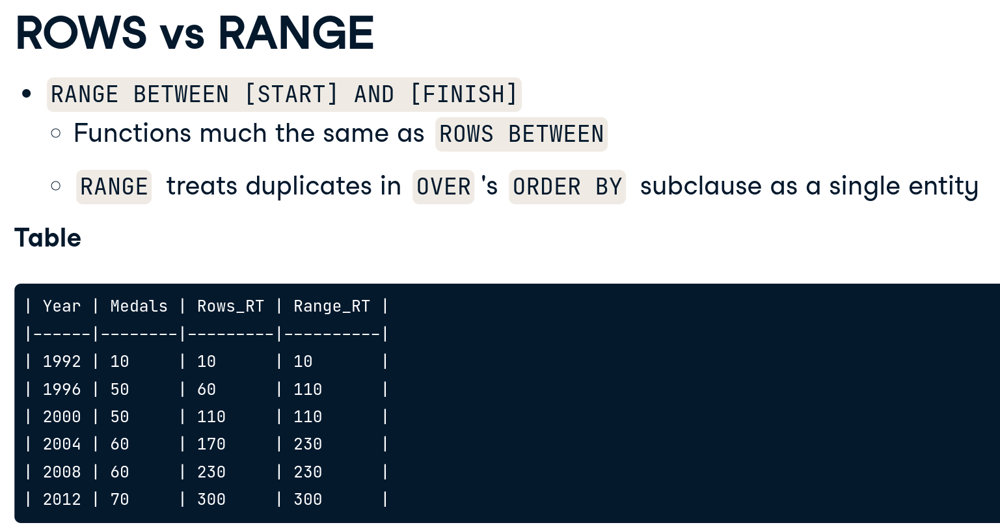 ROWS vs RANGE
• RANGE BETWEEN [START] AND [FINISH]
○ Functions much the same as ROWS BETWEEN
○ RANGE treats duplicates in OVER 's ORDER BY subclause as a single entity
Table
| Year | Medals | Rows_RT | Range_RT |
|------|--------|---------|----------|
| 1992 | 10     | 10      | 10       |
| 1996 | 50     | 60      | 110      |
| 2000 | 50     | 110     | 110      |
| 2004 | 60     | 170     | 230      |
| 2008 | 60     | 230     | 230      |
| 2012 | 70     | 300     | 300      |